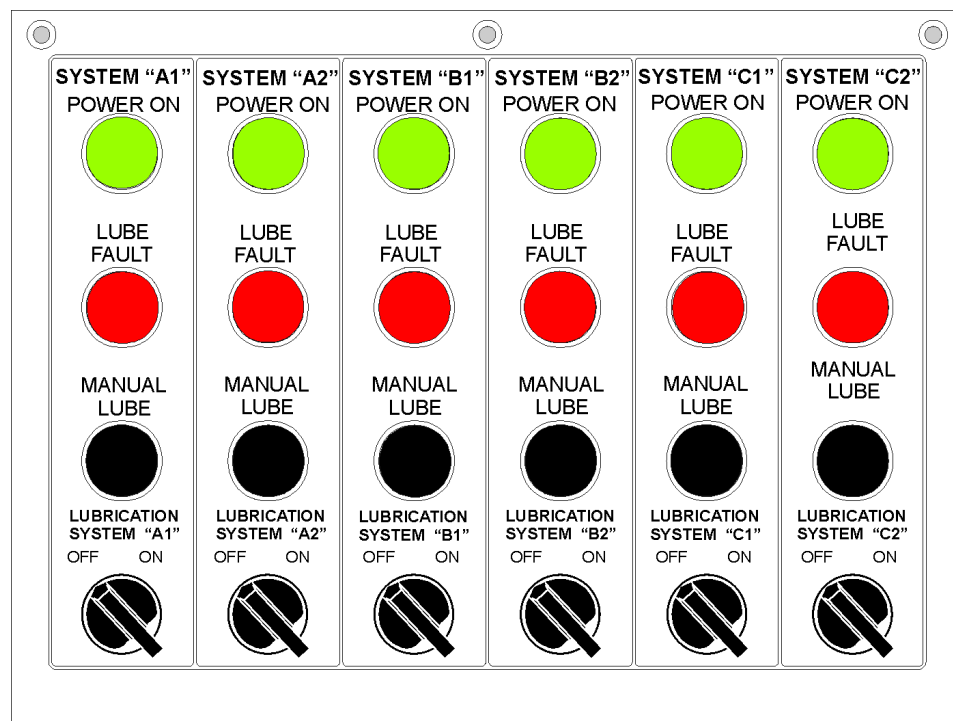 SYSTEM “A1”
POWER ON
LUBE
FAULT
MANUAL
LUBE
LUBRICATION
SYSTEM “A1”
OFF ON
SYSTEM “A2”
POWER ON
LUBE
FAULT
MANUAL
LUBE
LUBRICATION
SYSTEM “A2”
OFF ON
SYSTEM “B1”
POWER ON
LUBE
FAULT
MANUAL
LUBE
LUBRICATION
SYSTEM “B1”
OFF ON
SYSTEM “B2”
POWER ON
LUBE
FAULT
MANUAL
LUBE
LUBRICATION
SYSTEM “B2”
OFF ON
SYSTEM “C1”
POWER ON
LUBE
FAULT
MANUAL
LUBE
LUBRICATION
SYSTEM “C1”
OFF ON
SYSTEM “C2”
POWER ON
LUBE
FAULT
MANUAL
LUBE
LUBRICATION
SYSTEM “C2”
OFF ON